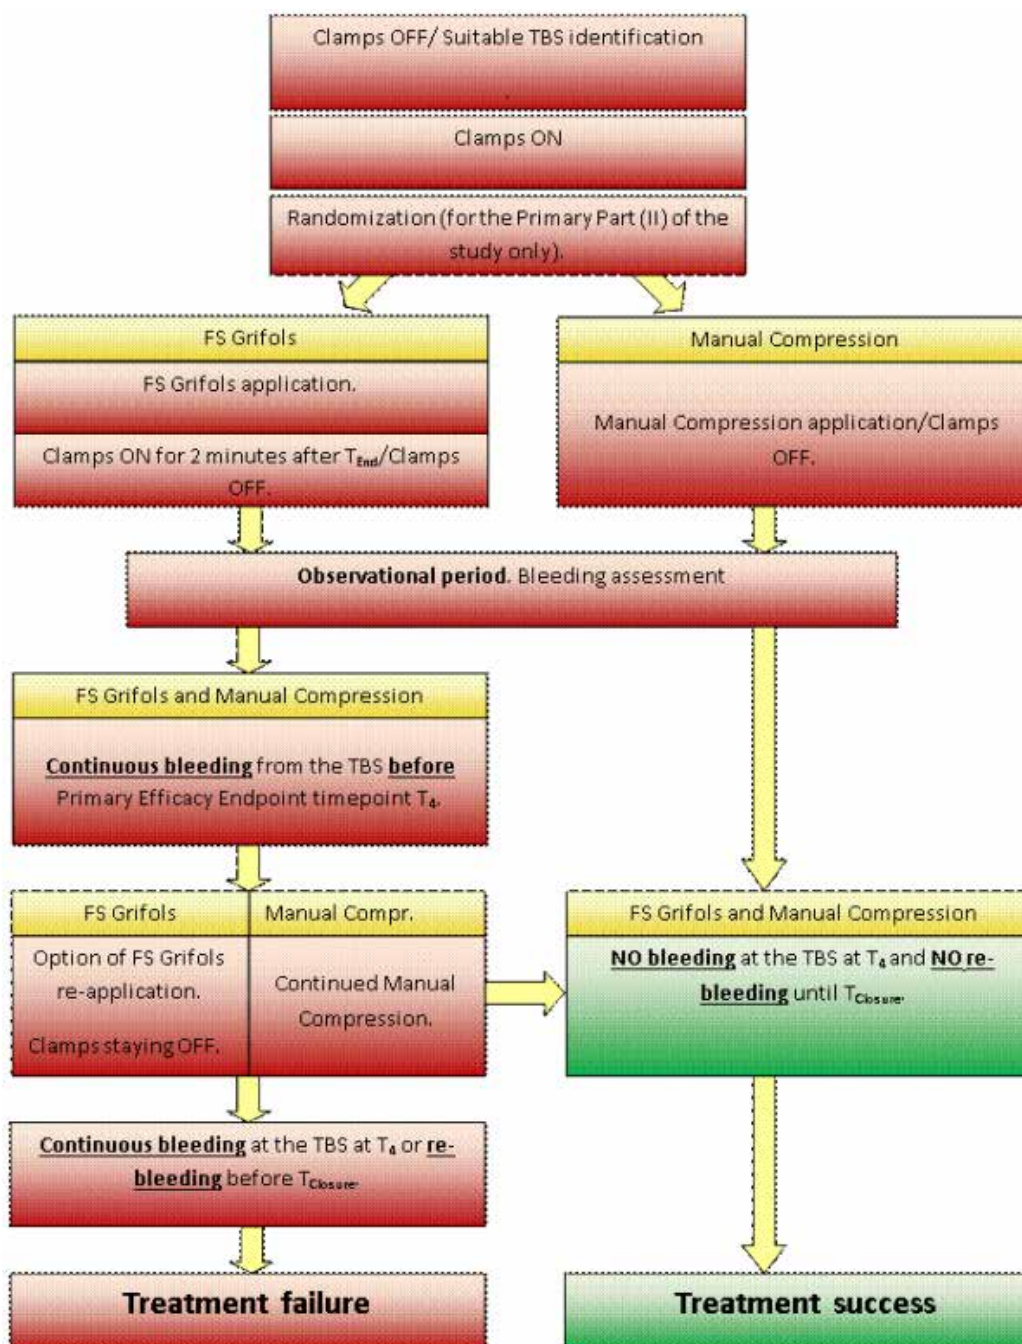 Clamps OFF/ Suitable TBS identification
.
Clamps ON
Randomization (for the Primary Part (II) of the
study only).
FS Grifols
FS Grifols application.
Clamps ON for 2 minutes after TEnd/Clamps
OFF.
Manual Compression
Manual Compression application/Clamps
OFF.
Observational period. Bleeding assessment
FS Grifols and Manual Compression
Continuous bleeding from the TBS before
Primary Efficacy Endpoint timepoint T4.
FS Grifols
Option of FS Grifols
re-application.
Clamps staying OFF.
Manual Compr.
Continued Manual
Compression.
FS Grifols and Manual Compression
NO bleeding at the TBS at T4 and NO re-
bleeding until TClosure.
Continuous bleeding at the TBS at T4 or re-
bleeding before TClosure.
Treatment failure
Treatment success